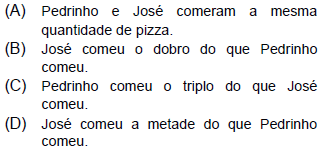 (A) Pedrinho e José comeram a mesma
quantidade de pizza.
(B) José comeu o dobro do que Pedrinho
comeu.
(C) Pedrinho comeu o triplo do que José
comeu.
(D) José comeu a metade do que Pedrinho
comeu.